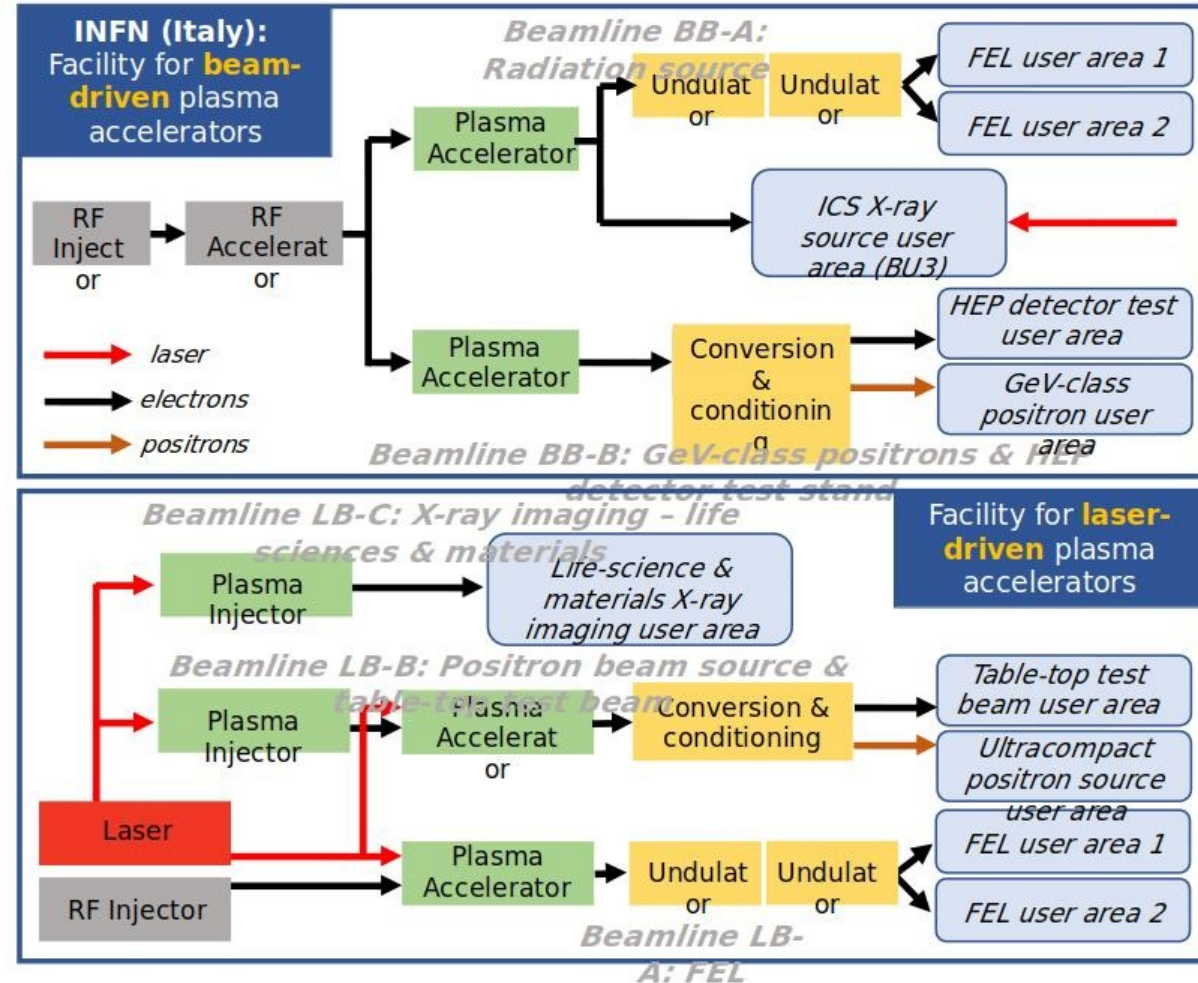 INFN (Italy):
Facility for beam-
driven plasma
accelerators
Beamline BB-A:
Radiation source
Undulat
or
Undulat
or
FEL user area 1
FEL user area 2
Plasma
Accelerator
RF
Inject
or
RF
Accelerat
or
ICS X-ray
source user
area (BU3)
laser
electrons
positrons
Plasma
Accelerator
Conversion
&
conditionin
g
HEP detector test
user area
GeV-class
positron user
area
Beamline BB-B: GeV-class positrons & HEP
detector test stand
Beamline LB-C: X-ray imaging – life
sciences & materials
Facility for laser-
driven plasma
accelerators
Plasma
Injector
Life-science &
materials X-ray
imaging user area
Beamline LB-B: Positron beam source &
table-top test beam
Plasma
Injector
Plasma
Accelerat
or
Conversion &
conditioning
Table-top test
beam user area
Ultracompact
positron source
user area
Laser
RF Injector
Plasma
Accelerator
Undulat
or
Undulat
or
FEL user area 1
FEL user area 2
Beamline LB-
A: FEL